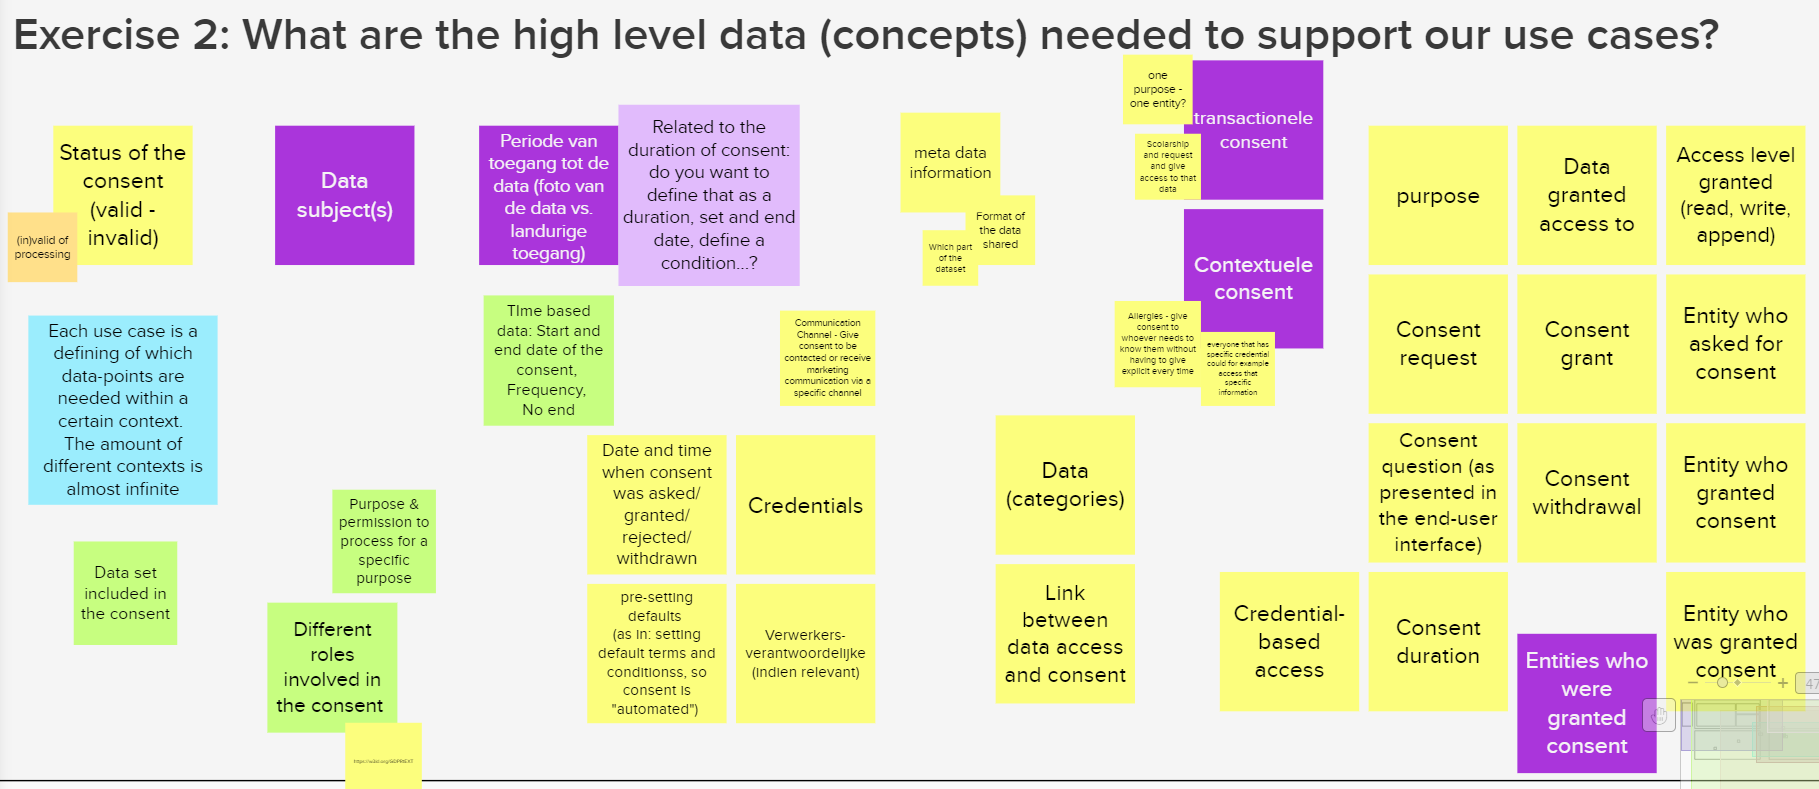 Exercise 2: What are the high level data (concepts) needed to support our use cases?
Status of the
consent
(valid -
invalid)
(in)valid of
processing
Data
subject(s)
Periode van
toegang tot de
data (foto van
de data vs.
landurige
toegang)
Related to the
duration of consent:
do you want to
define that as a
duration, set and end
date, define a
condition...?
meta data
information
Format of
the data
shared
Which part
of the
dataset
one
purpose -
one entity?
transactionele
consent
Scolarship
and request
and give
access to that
data
Contextuele
consent
Allergies - give
consent to
whoever needs to
know them without
having to give
explicit every time
everyone that has
specific credential
could for example
access that
specific
information
purpose
Data
granted
access to
Access level
granted
(read, write,
append)
Each use case is a
defining of which
data-points are
needed within a
certain context.
The amount of
different contexts is
almost infinite
TIme based
data: Start and
end date of the
consent,
Frequency,
No end
Communication
Channel - Give
consent to be
contacted or receive
marketing
communication via a
specific channel
Consent
request
Consent
grant
Entity who
asked for
consent
Purpose &
permission to
process for a
specific
purpose
Date and time
when consent
was asked/
granted/
rejected/
withdrawn
Credentials
Data
(categories)
Consent
question (as
presented in
the end-user
interface)
Consent
withdrawal
Entity who
granted
consent
Data set
included in
the consent
Different
roles
involved in
the consent
https://w3id.org/GDPRtEXT
pre-setting
defaults
(as in: setting
default terms and
conditionss, so
consent is
"automated")
Verwerkers-
verantwoordelijke
(indien relevant)
Link
between
data access
and consent
Credential-
based
access
Consent
duration
Entities who
were
granted
consent
Entity who
was granted
consent
47